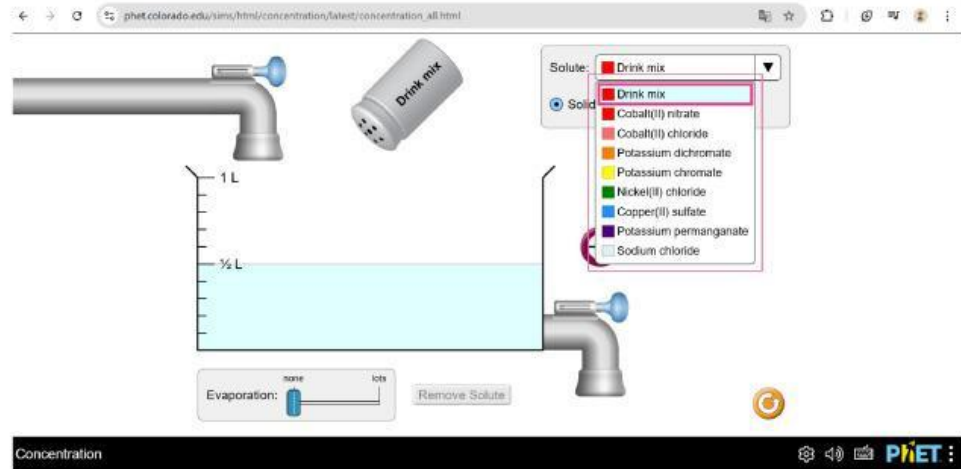 phet.colorado.edu/sims/html/concentration/latest/concentration_all.html
Drink mix
Solute: Drink mix
Solid
Drink mix
Cobalt(II) nitrate
Cobalt(II) chloride
Potassium dichromate
Potassium chromate
Nickel(II) chloride
Copper(II) sulfate
Potassium permanganate
Sodium chloride
1 L
½ L
none lots
Evaporation:
Remove Solute
Concentration
PhET